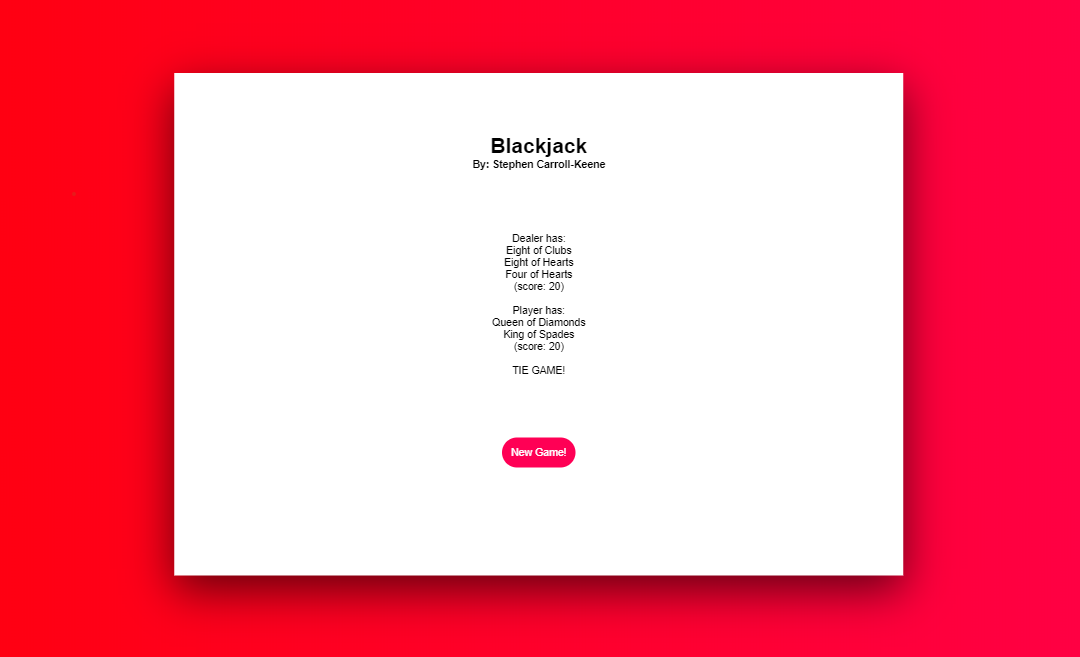 Blackjack
By: Stephen Carroll-Keene
Dealer has:
Eight of Clubs
Eight of Hearts
Four of Hearts
(score: 20)
Player has:
Queen of Diamonds
King of Spades
(score: 20)
TIE GAME!
New Game!